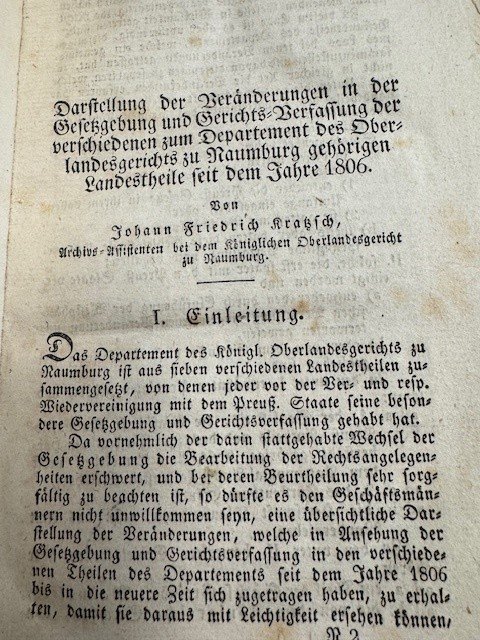 Darstellung der Veränderungen in der
Gesetzgebung und Gerichts-Verfassung der
verschiedenen zum Departement des Ober-
landesgerichts zu Naumburg gehörigen
Landestheile seit dem Jahre 1806.
Von
Johann Friedrich Kratzsch,
Archivs-Assistenten bei dem Königlichen Oberlandesgericht
zu Naumburg.
I. Einleitung.
Das Departement des Königl. Oberlandesgerichts zu
Naumburg ist aus sieben verschiedenen Landestheilen zu-
sammengesetzt, von denen jeder vor der Ver- und resp.
Wiedervereinigung mit dem Preuß. Staate seine beson-
dere Gesetzgebung und Gerichtsverfassung gehabt hat.
Da vornehmlich der darin stattgehabte Wechsel der
Gesetzgebung die Bearbeitung der Rechtsangelegen-
heiten erschwert, und bei deren Beurtheilung sehr sorg-
fältig zu beachten ist, so dürfte es den Geschäftsmän-
nern nicht unwillkommen seyn, eine übersichtliche Dar-
stellung der Veränderungen, welche in Ansehung der
Gesetzgebung und Gerichtsverfassung in den verschiede-
nen Theilen des Departements seit dem Jahre 1806
bis in die neuere Zeit sich zugetragen haben, zu erhal-
ten, damit sie daraus mit Leichtigkeit ersehen können,